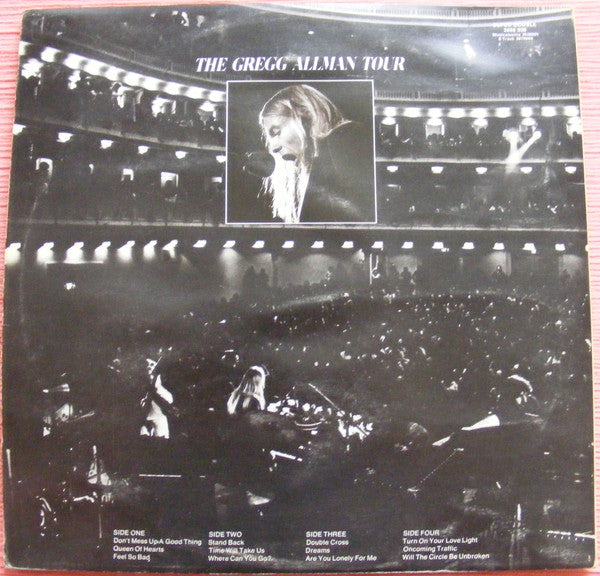 DOUBLE
THE GREGG ALLMAN TOUR
SIDE ONE
Don't Mess Up A Good Thing
Queen Of Hearts
Feel So Bad
SIDE TWO
Stand Back
Time Will Take Us
Where Can You Go?
SIDE THREE
Double Cross
Dreams
Are You Lonely For Me
SIDE FOUR
Turn On Your Love Light
Oncoming Traffic
Will The Circle Be Unbroken